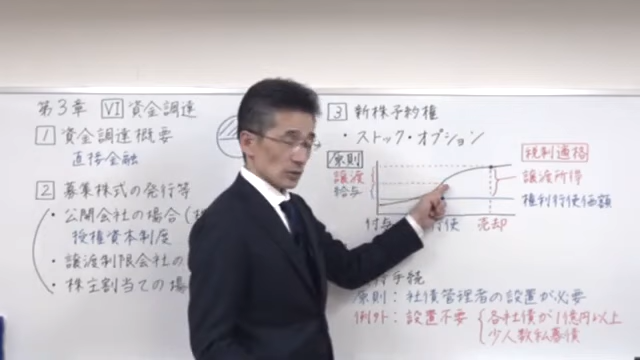 第3章 VI 資金調達
1 資金調達概要
直接金融
2 募集株式の発行等
・公開会社の場合(
授権資本制度
・譲渡制限会社の
・株主割当ての場
3 新株予約権
・ストック・オプション
原則
税制適格
譲渡
給与
譲渡所得
権利行使価額
付与
行使
売却
手続
原則:社債管理者の設置が必要
例外:設置不要
各社債が1億円以上
少人数私募債